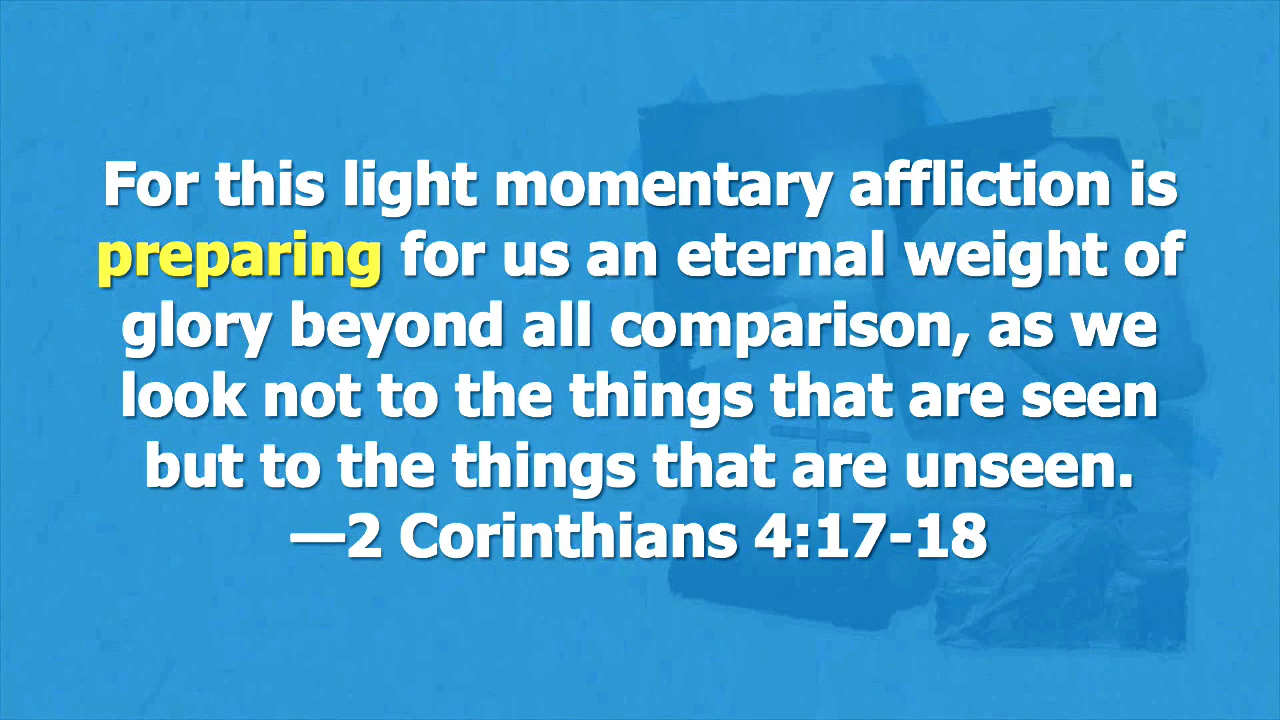 For this light momentary affliction is
preparing for us an eternal weight of
glory beyond all comparison, as we
look not to the things that are seen
but to the things that are unseen.
—2 Corinthians 4:17-18